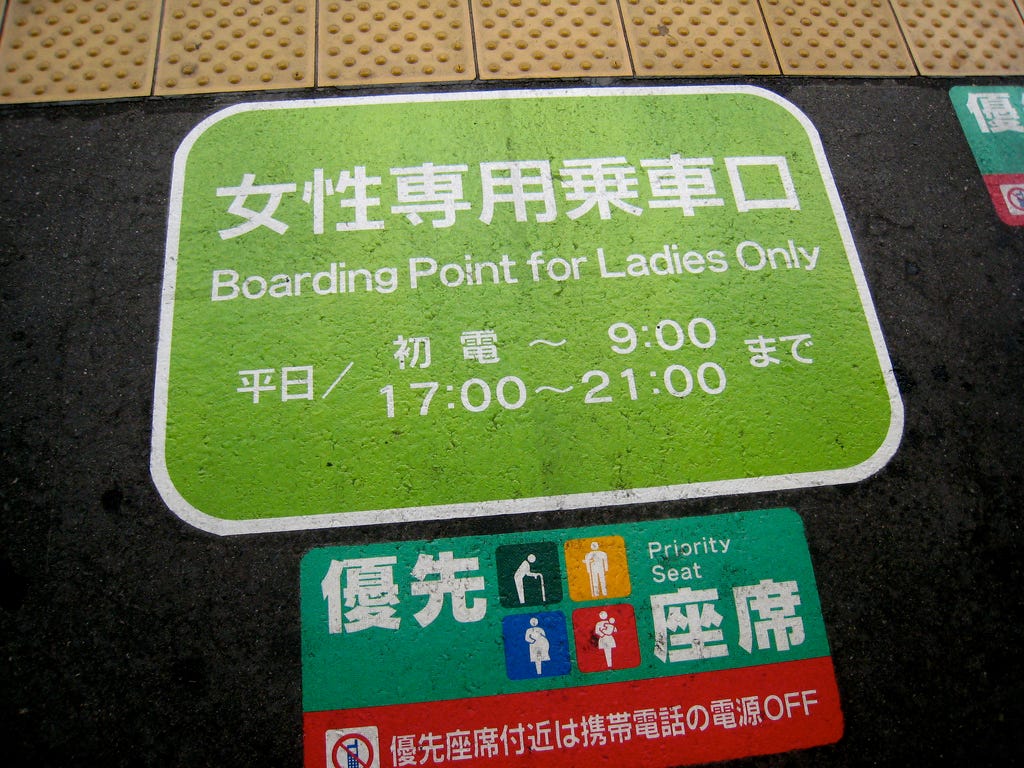 女性専用乗車口
Boarding Point for Ladies Only
平日/ 初電~9:00
17:00~21:00 まで
優先 Priority Seat 座席
優先座席付近は携帯電話の電源OFF
優